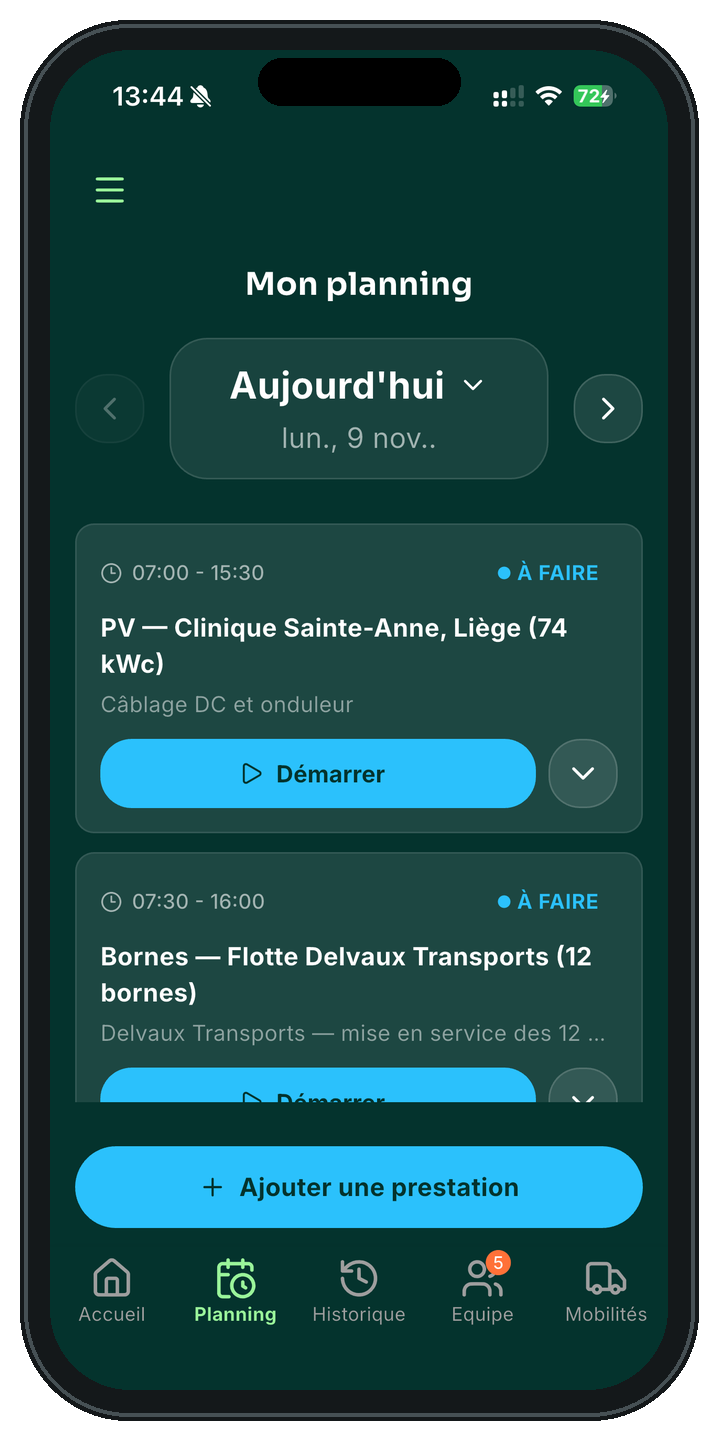 13:44
72
Mon planning
Aujourd'hui
lun., 9 nov..
07:00 - 15:30
À FAIRE
PV — Clinique Sainte-Anne, Liège (74
kWc)
Câblage DC et onduleur
Démarrer
07:30 - 16:00
À FAIRE
Bornes — Flotte Delvaux Transports (12
bornes)
Delvaux Transports — mise en service des 12 ...
Démarrer
Ajouter une prestation
5
Accueil
Planning
Historique
Equipe
Mobilités